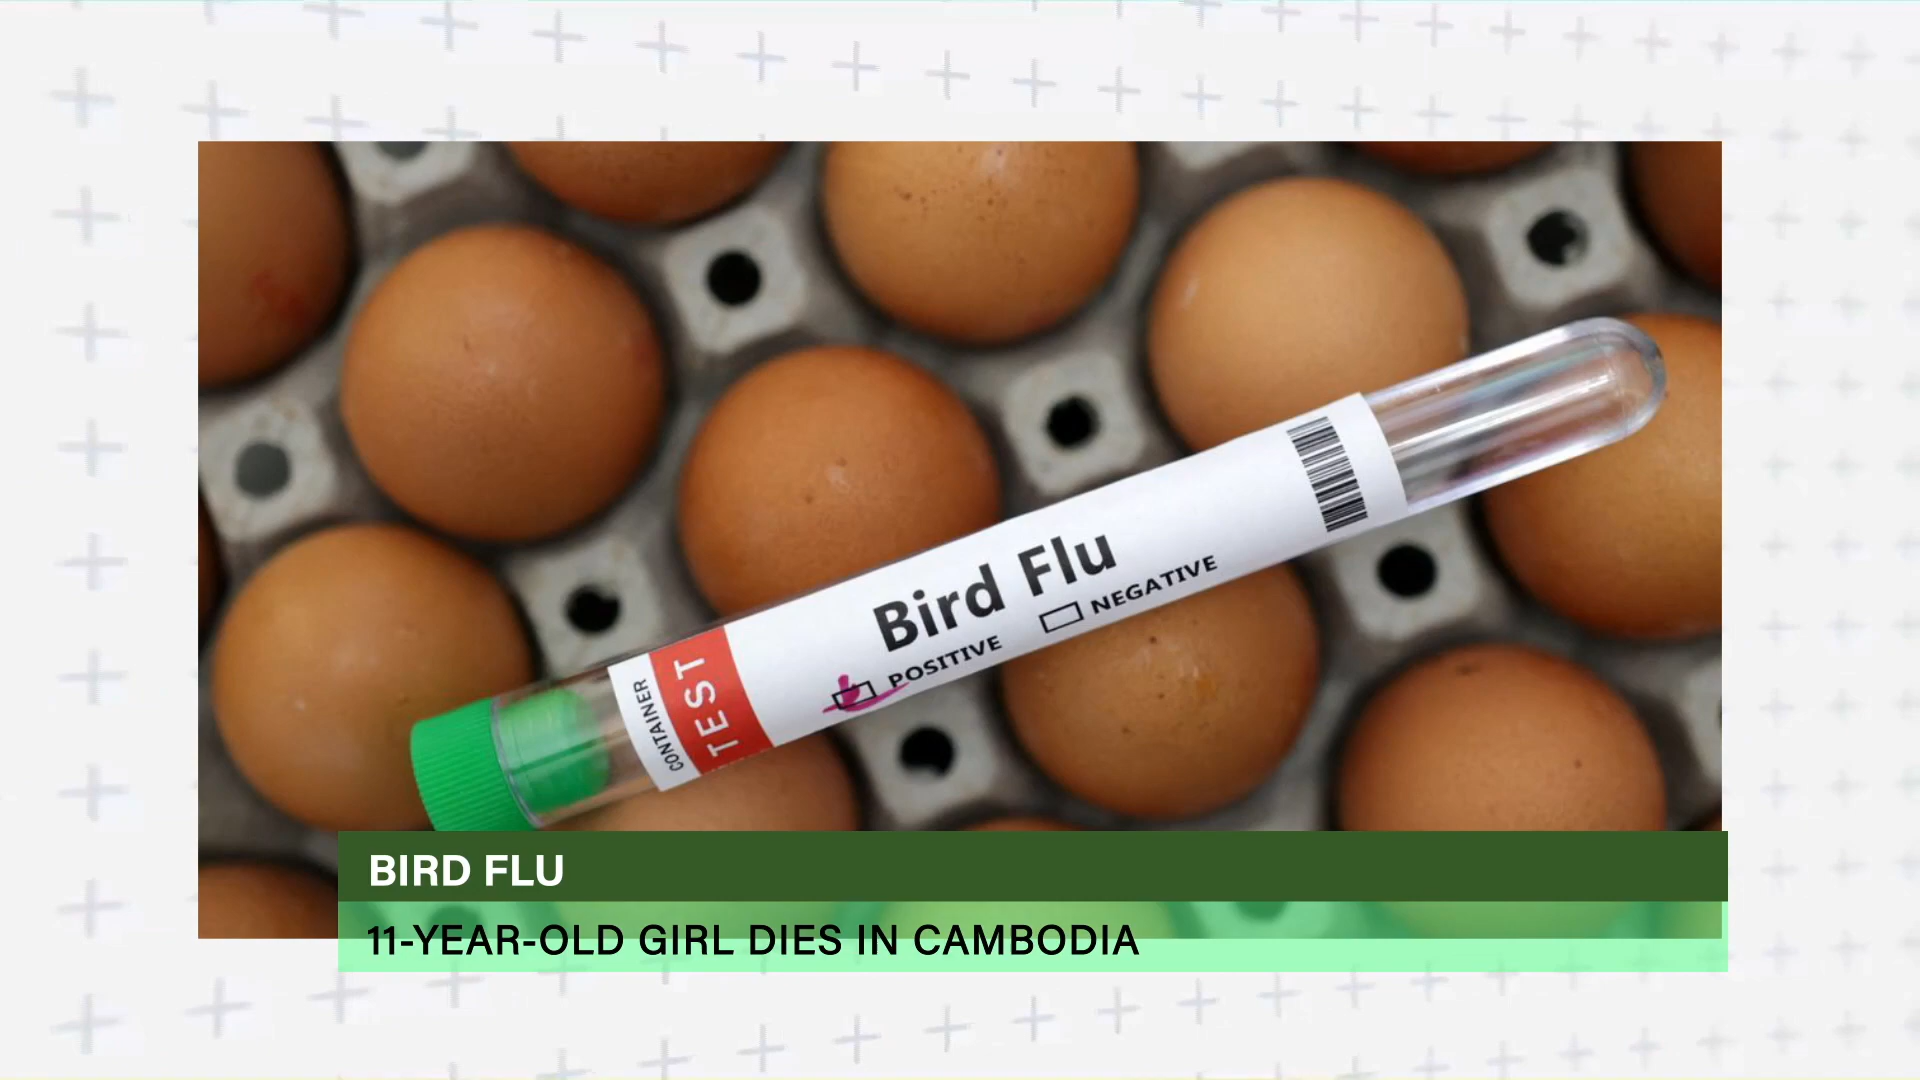 CONTAINER
TEST
Bird Flu
POSITIVE NEGATIVE
BIRD FLU
11-YEAR-OLD GIRL DIES IN CAMBODIA